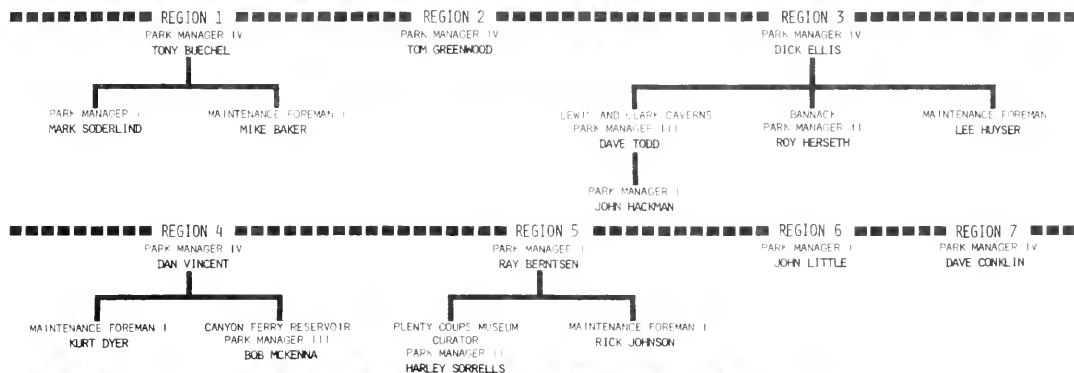 REGION 1
PARK MANAGER IV
TONY BUECHEL
PARK MANAGER I
MARK SODERLIND
MAINTENANCE FOREMAN I
MIKE BAKER
REGION 2
PARK MANAGER IV
TOM GREENWOOD
REGION 3
PARK MANAGER IV
DICK ELLIS
LEWIS AND CLARK CAVERNS
PARK MANAGER III
DAVE TODD
PARK MANAGER I
JOHN HACKMAN
BANNACK
PARK MANAGER II
ROY HERSETH
MAINTENANCE FOREMAN
LEE HUYSER
REGION 4
PARK MANAGER IV
DAN VINCENT
MAINTENANCE FOREMAN I
KURT DYER
CANYON FERRY RESERVOIR
PARK MANAGER III
BOB MCKENNA
REGION 5
PARK MANAGER
RAY BERNTSEN
PLENTY COUPS MUSEUM
CURATOR
PARK MANAGER II
HARLEY SORRELLS
MAINTENANCE FOREMAN I
RICK JOHNSON
REGION 6
PARK MANAGER
JOHN LITTLE
REGION 7
PARK MANAGER IV
DAVE CONKLIN